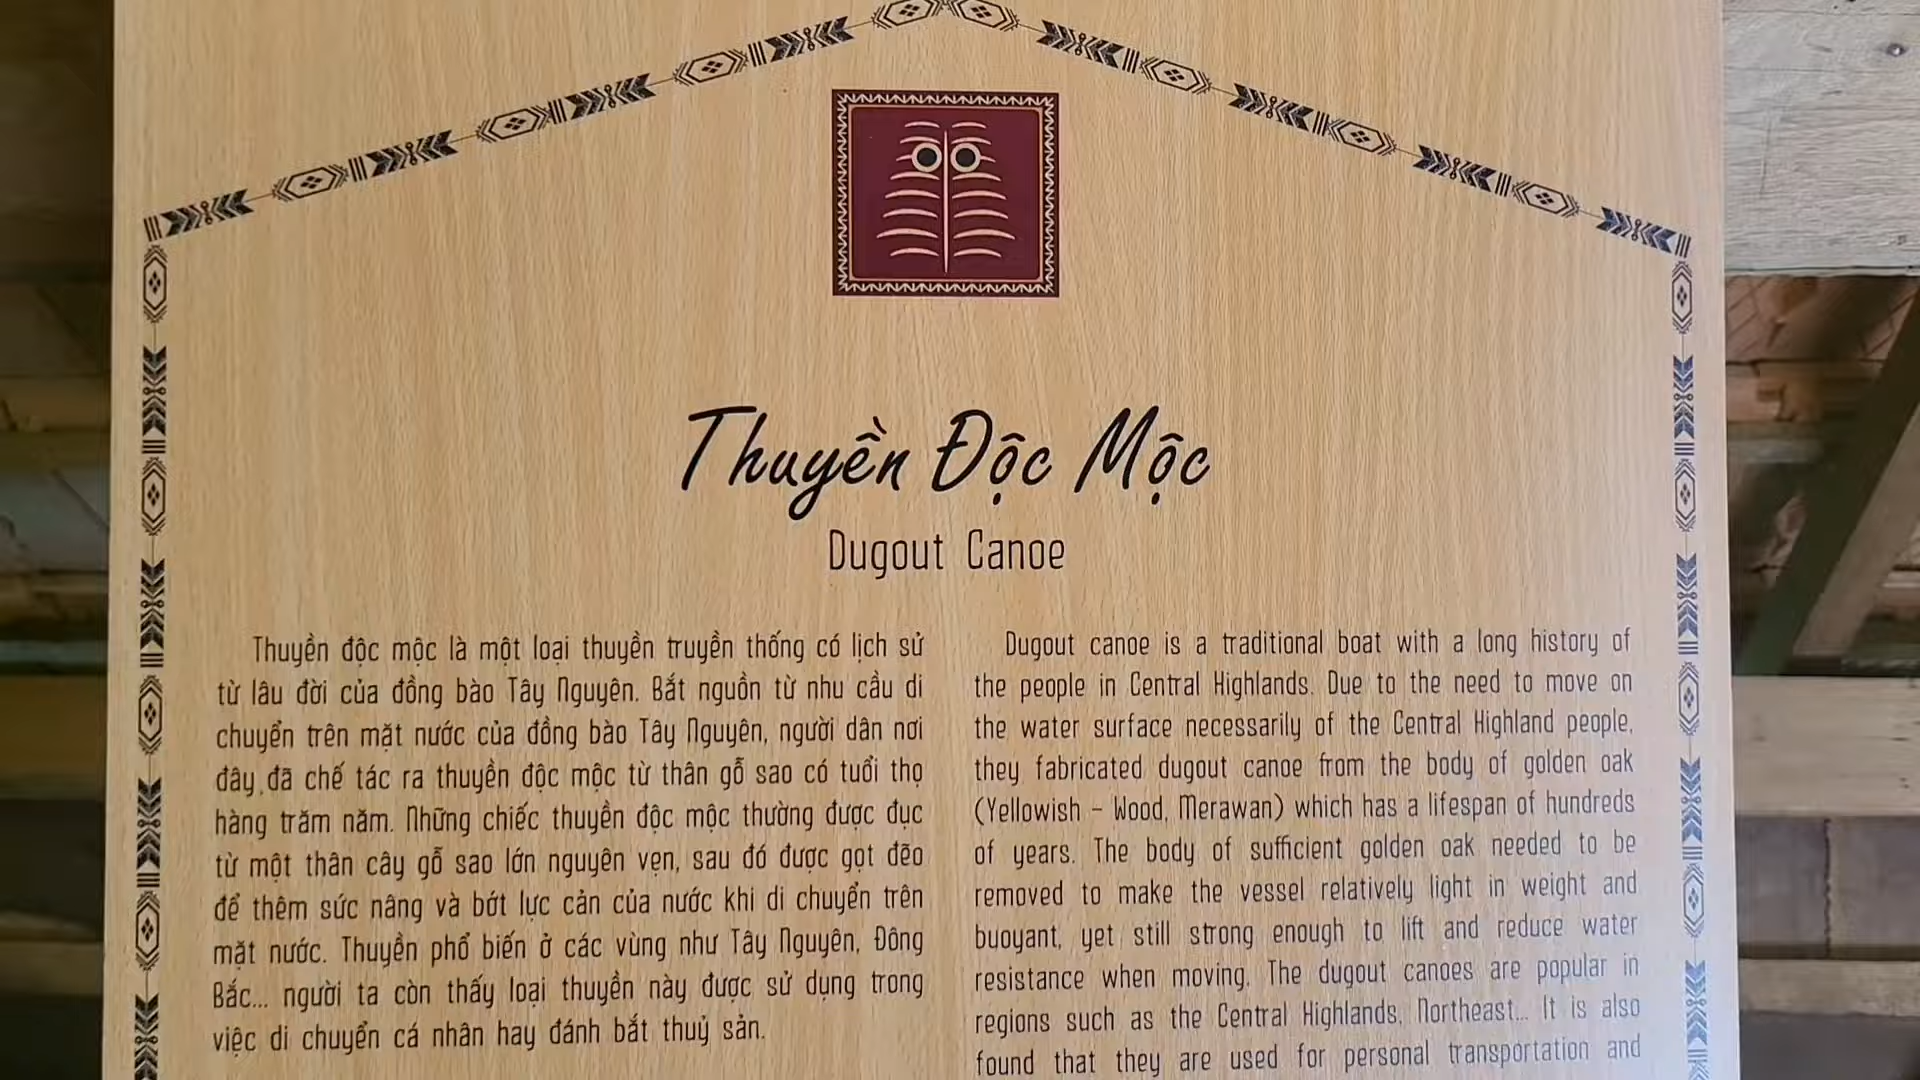 Thuyền Độc Mộc
Dugout Canoe
Thuyền độc mộc là một loại thuyền truyền thống có lịch sử
từ lâu đời của đồng bào Tây Nguyên. Bắt nguồn từ nhu cầu di
chuyển trên mặt nước của đồng bào Tây Nguyên, người dân nơi
đây đã chế tác ra thuyền độc mộc từ thân gỗ sao có tuổi thọ
hàng trăm năm. Những chiếc thuyền độc mộc thường được đục
từ một thân cây gỗ sao lớn nguyên vẹn, sau đó được gọt đẽo
để thêm sức nâng và bớt lực cản của nước khi di chuyển trên
mặt nước. Thuyền phổ biến ở các vùng như Tây Nguyên, Đông
Bắc... người ta còn thấy loại thuyền này được sử dụng trong
việc di chuyển cá nhân hay đánh bắt thuỷ sản.
Dugout canoe is a traditional boat with a long history of
the people in Central Highlands. Due to the need to move on
the water surface necessarily of the Central Highland people,
they fabricated dugout canoe from the body of golden oak
(Yellowish - Wood, Merawan) which has a lifespan of hundreds
of years. The body of sufficient golden oak needed to be
removed to make the vessel relatively light in weight and
buoyant, yet still strong enough to lift and reduce water
resistance when moving. The dugout canoes are popular in
regions such as the Central Highlands, Northeast... It is also
found that they are used for personal transportation and